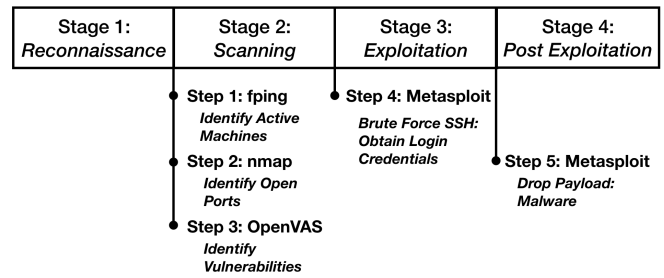 Stage 1:
Reconnaissance
Stage 2:
Scanning
Stage 3:
Exploitation
Stage 4:
Post Exploitation
Step 1: fping
Identify Active
Machines
Step 2: nmap
Identify Open
Ports
Step 3: OpenVAS
Identify
Vulnerabilities
Step 4: Metasploit
Brute Force SSH:
Obtain Login
Credentials
Step 5: Metasploit
Drop Payload:
Malware